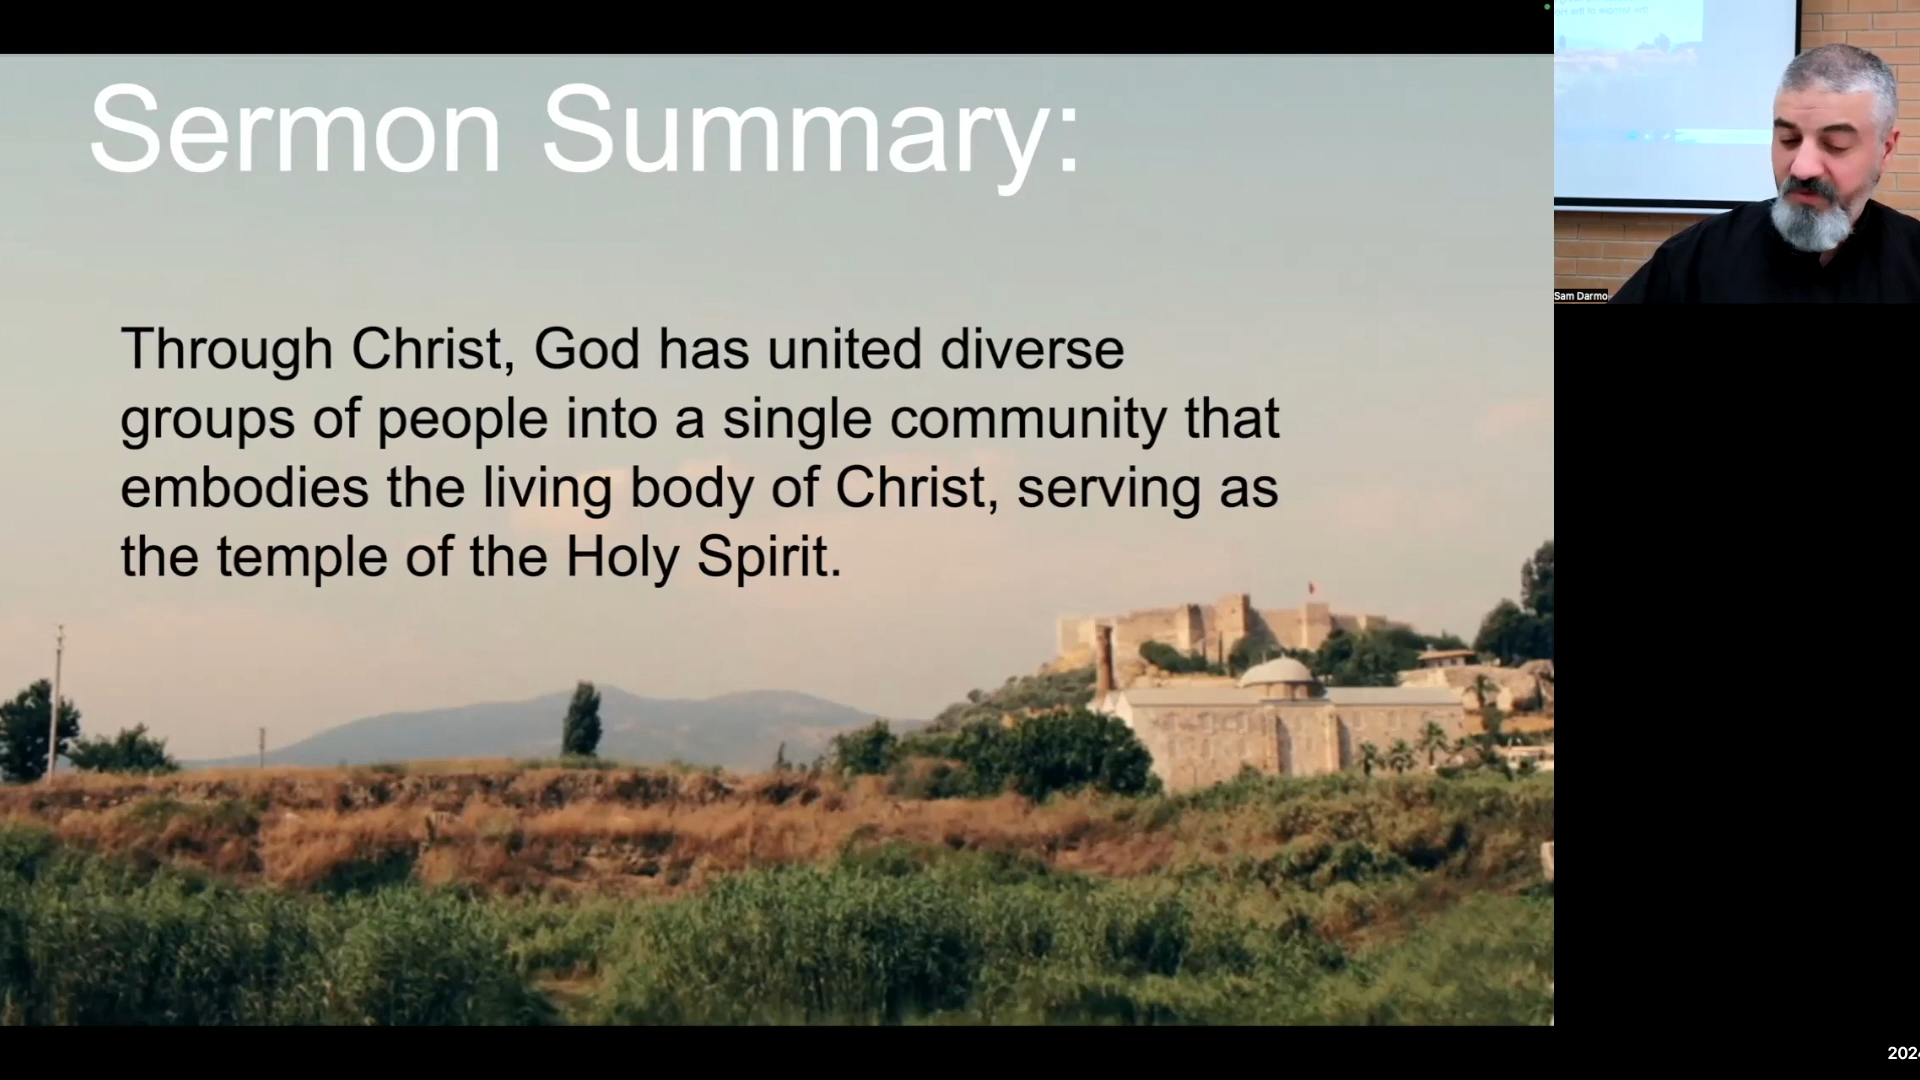 Sermon Summary:
Through Christ, God has united diverse
groups of people into a single community that
embodies the living body of Christ, serving as
the temple of the Holy Spirit.
Sam Darmo